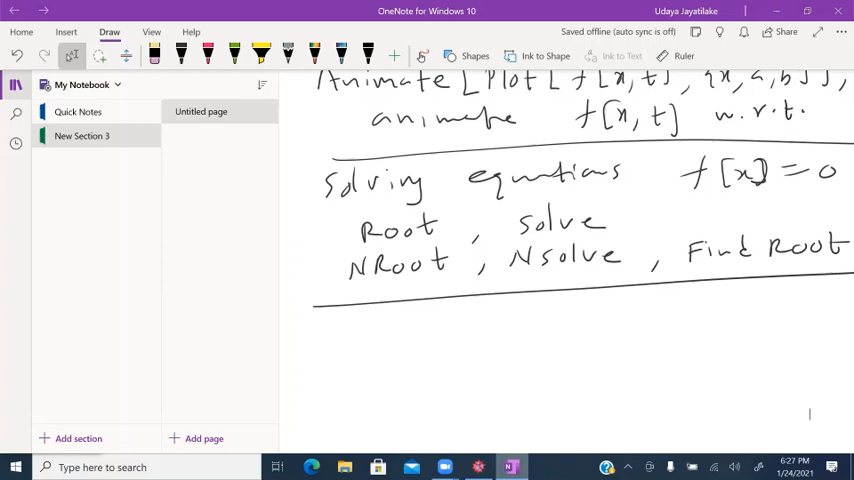 OneNote for Windows 10
Udaya Jayatilake
Home Insert Draw View Help
Saved offline (auto sync is off)
Share
Shapes Ink to Shape Ink to Text Ruler
My Notebook
Quick Notes
New Section 3
Untitled page
Animate [ Plot [ f[x,t], {x, a, b}],
animate f[x,t] w.r.t.
Solving equations f[x] = 0
Root , Solve
NRoot , NSolve , Find Root
Add section
Add page
Type here to search
6:27 PM
1/24/2021